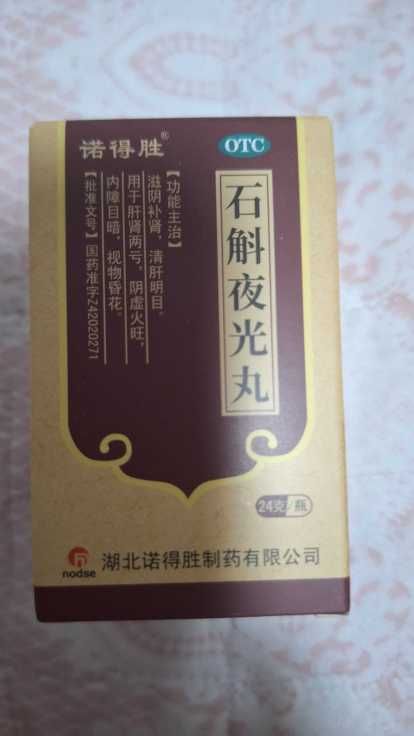 诺得胜®
OTC
石斛夜光丸
【功能主治】
滋阴补肾，清肝明目。
用于肝肾两亏，阴虚火旺，
内障目暗，视物昏花。
【批准文号】国药准字Z42020271
24克/瓶
nodse
湖北诺得胜制药有限公司